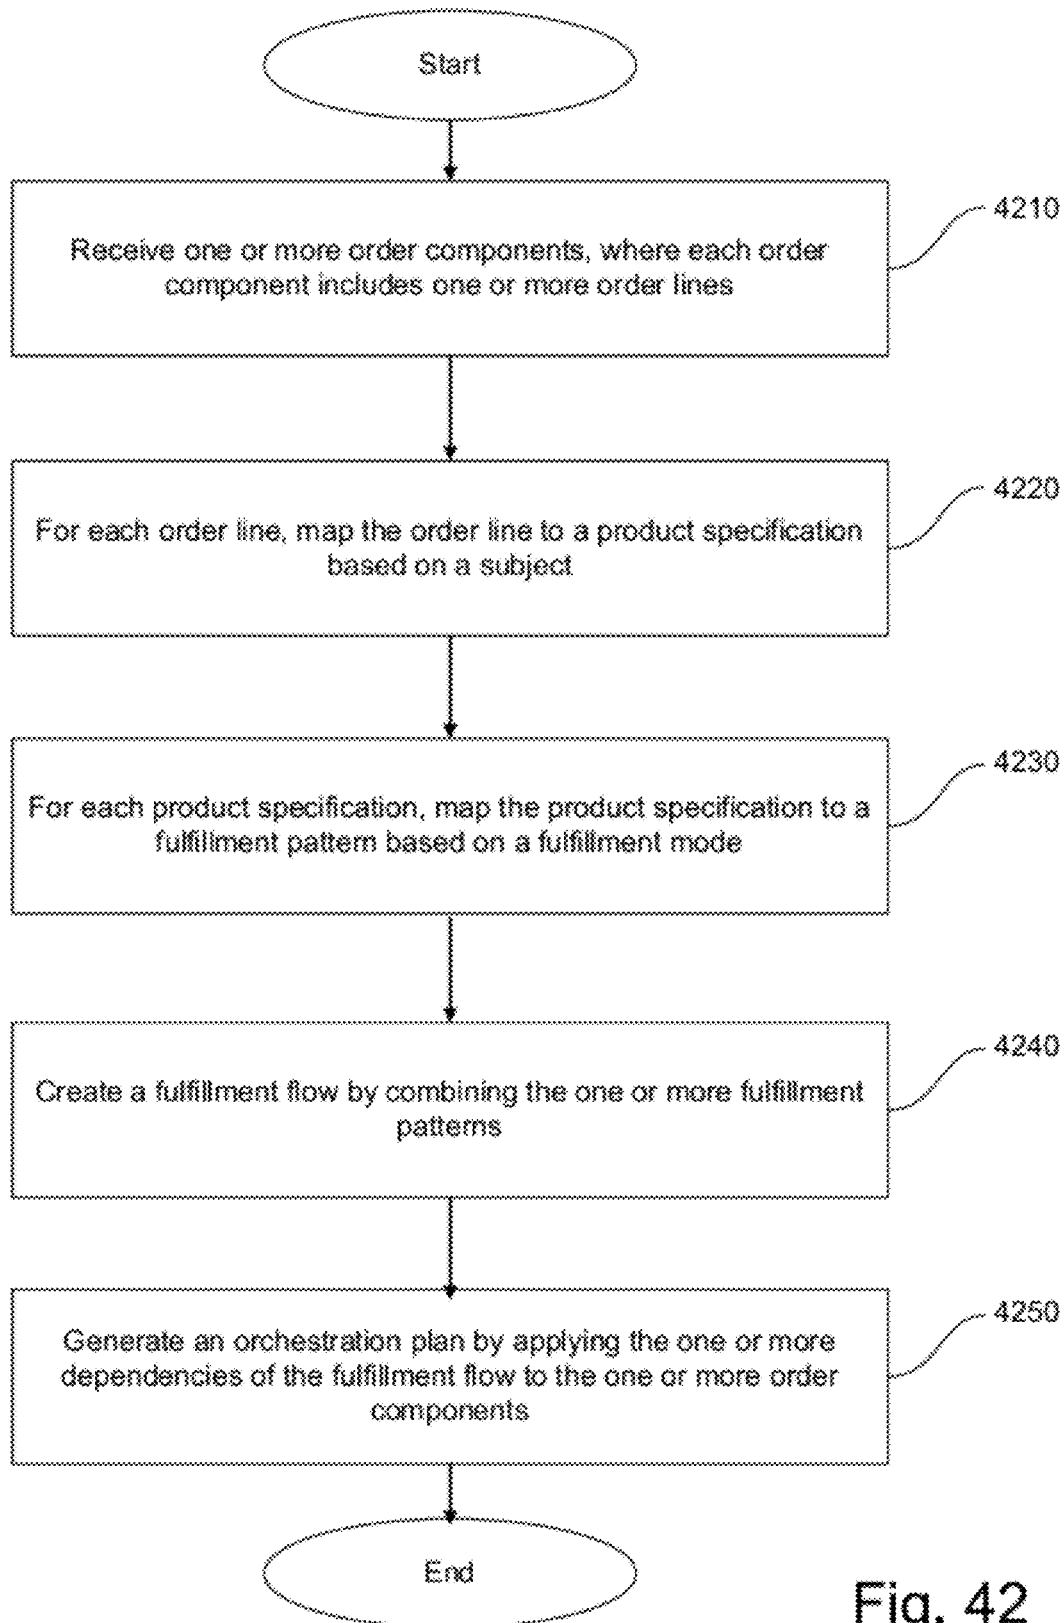 Start
4210
Receive one or more order components, where each order
component includes one or more order lines
4220
For each order line, map the order line to a product specification
based on a subject
4230
For each product specification, map the product specification to a
fulfillment pattern based on a fulfillment mode
4240
Create a fulfillment flow by combining the one or more fulfillment
patterns
4250
Generate an orchestration plan by applying the one or more
dependencies of the fulfillment flow to the one or more order
components
End
Fig. 42